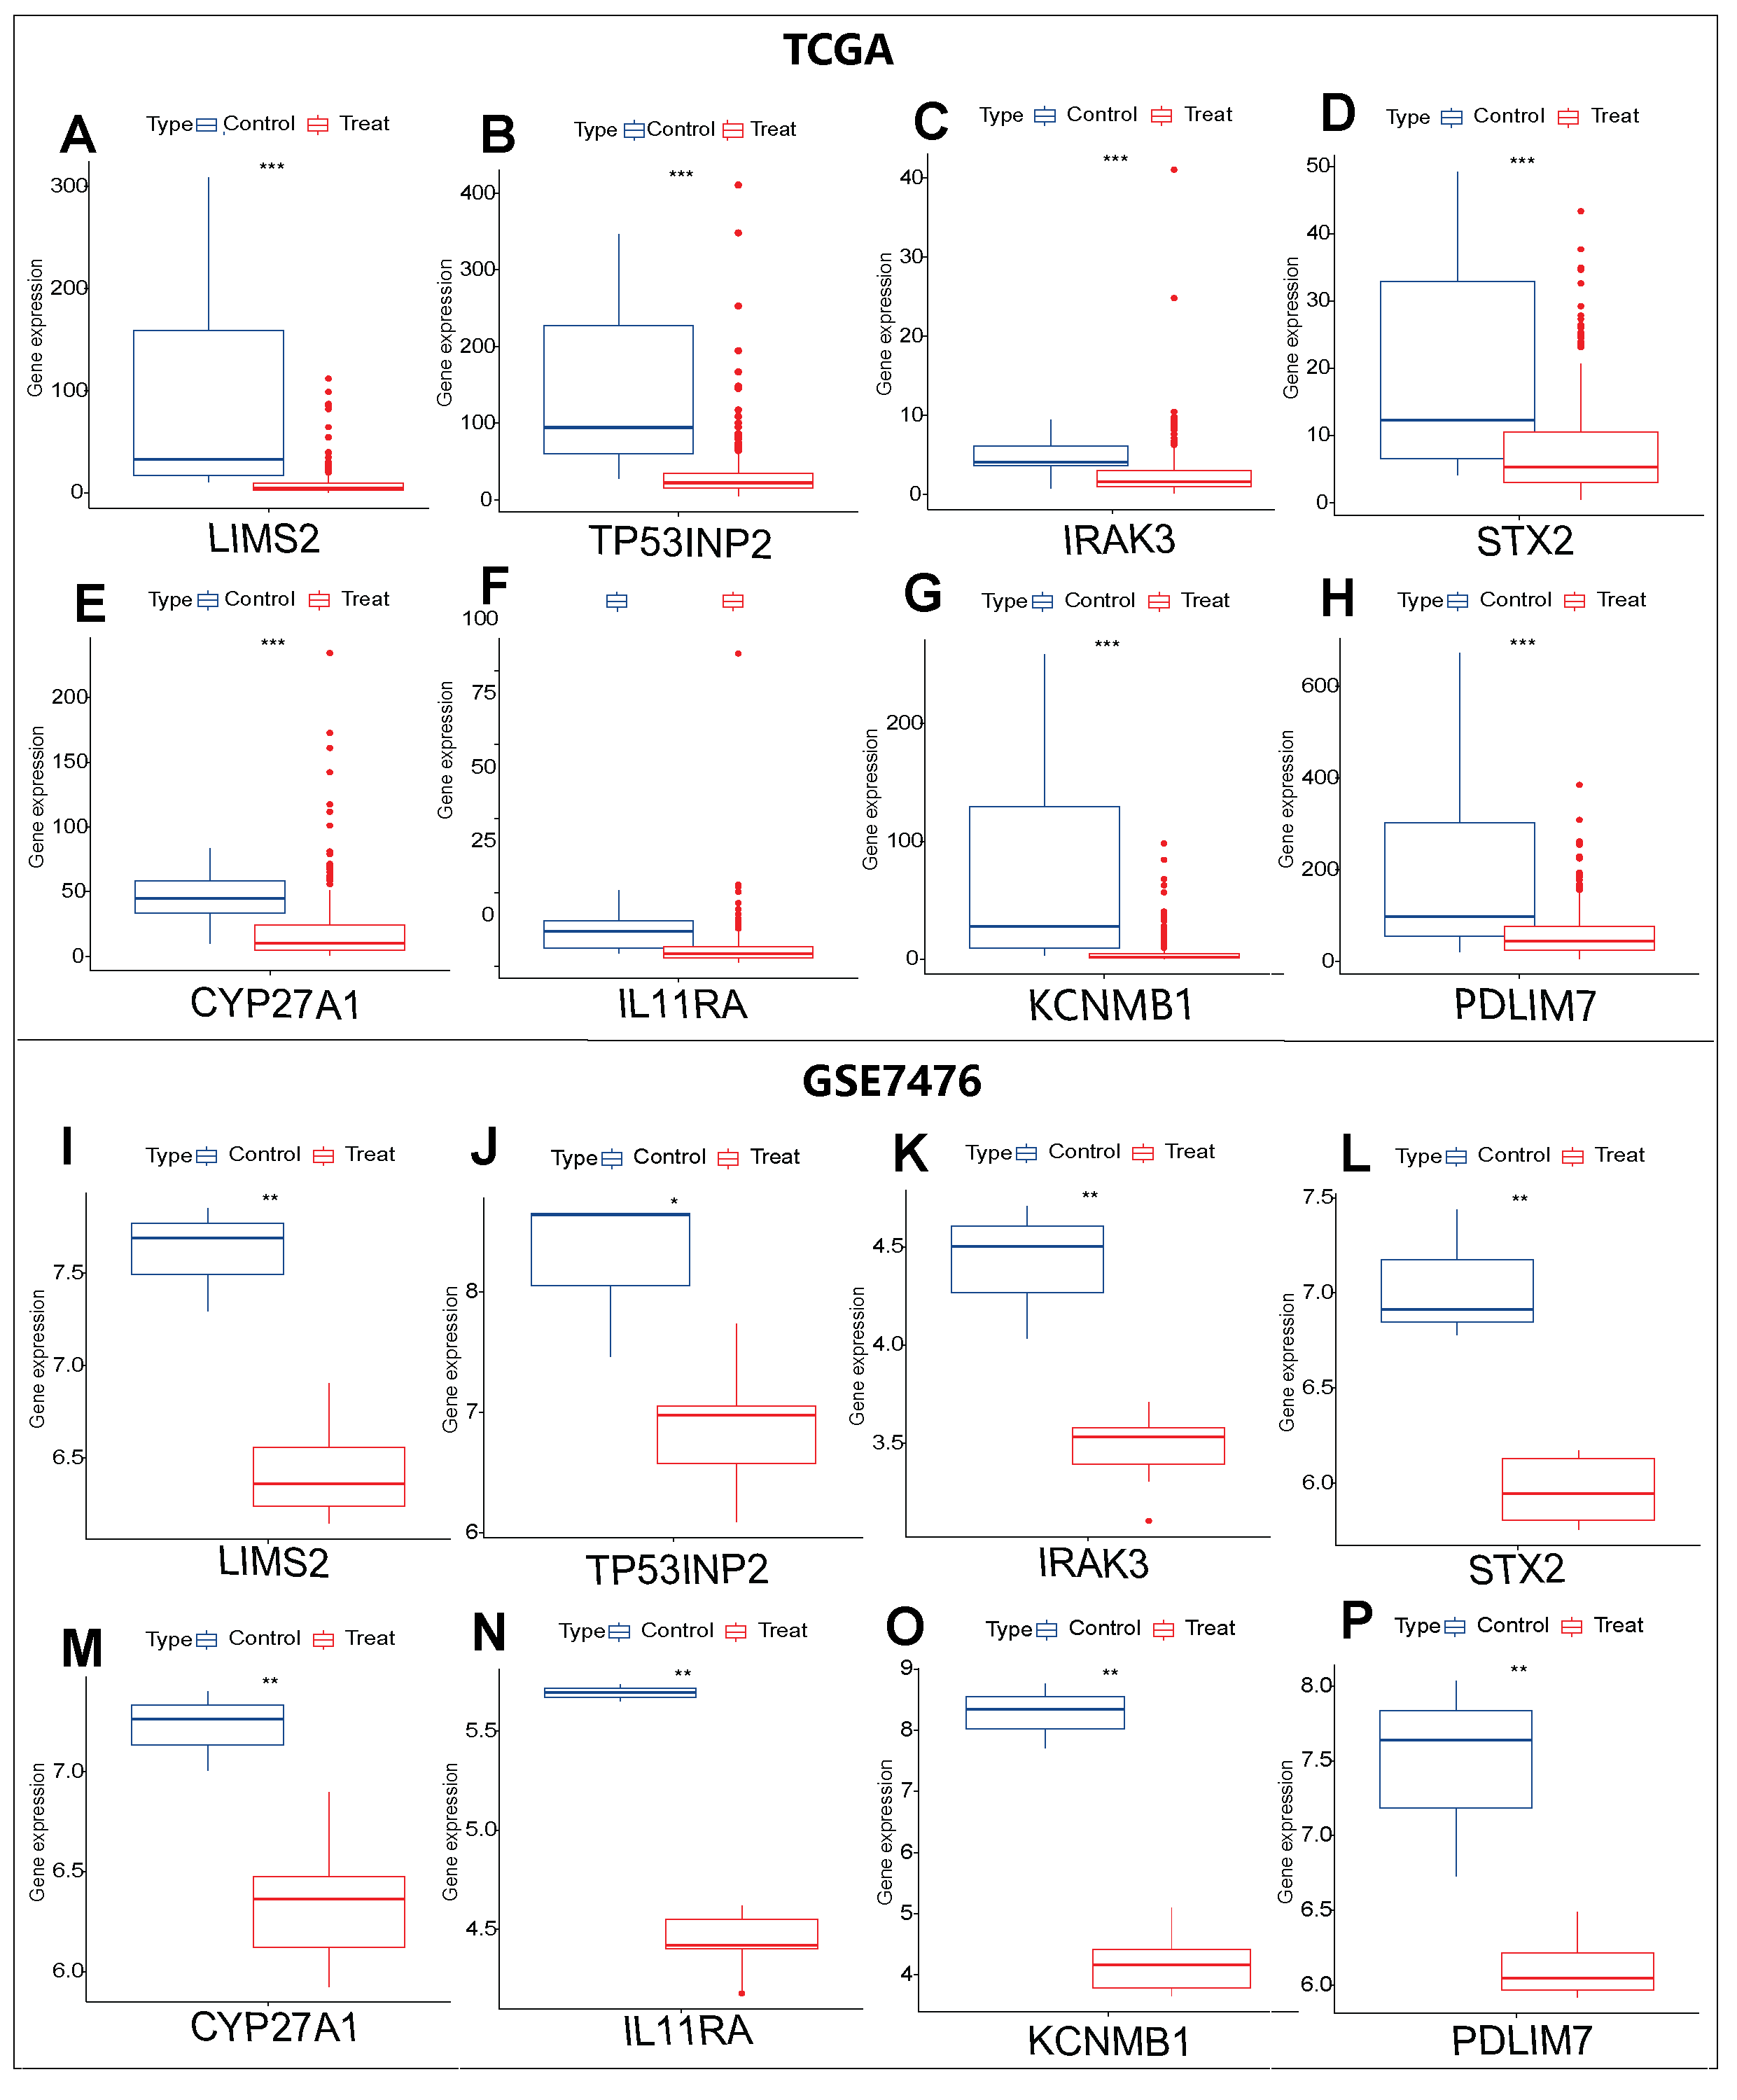 TCGA
A
Type Control Treat
***
Gene expression
300
200
100
0
LIMS2
B
Type Control Treat
***
Gene expression
400
300
200
100
0
TP53INP2
C
Type Control Treat
***
Gene expression
40
30
20
10
0
IRAK3
D
Type Control Treat
***
Gene expression
50
40
30
20
10
0
STX2
E
Type Control Treat
***
Gene expression
200
150
100
50
0
CYP27A1
F
Gene expression
100
75
50
25
0
IL11RA
G
Type Control Treat
***
Gene expression
200
100
0
KCNMB1
H
Type Control Treat
***
Gene expression
600
400
200
0
PDLIM7
GSE7476
I
Type Control Treat
**
Gene expression
7.5
7.0
6.5
LIMS2
J
Type Control Treat
*
Gene expression
8
7
6
TP53INP2
K
Type Control Treat
**
Gene expression
4.5
4.0
3.5
IRAK3
L
Type Control Treat
**
Gene expression
7.5
7.0
6.5
6.0
STX2
M
Type Control Treat
**
Gene expression
7.0
6.5
6.0
CYP27A1
N
Type Control Treat
**
Gene expression
5.5
5.0
4.5
IL11RA
O
Type Control Treat
**
Gene expression
9
8
7
6
5
4
KCNMB1
P
Type Control Treat
**
Gene expression
8.0
7.5
7.0
6.5
6.0
PDLIM7